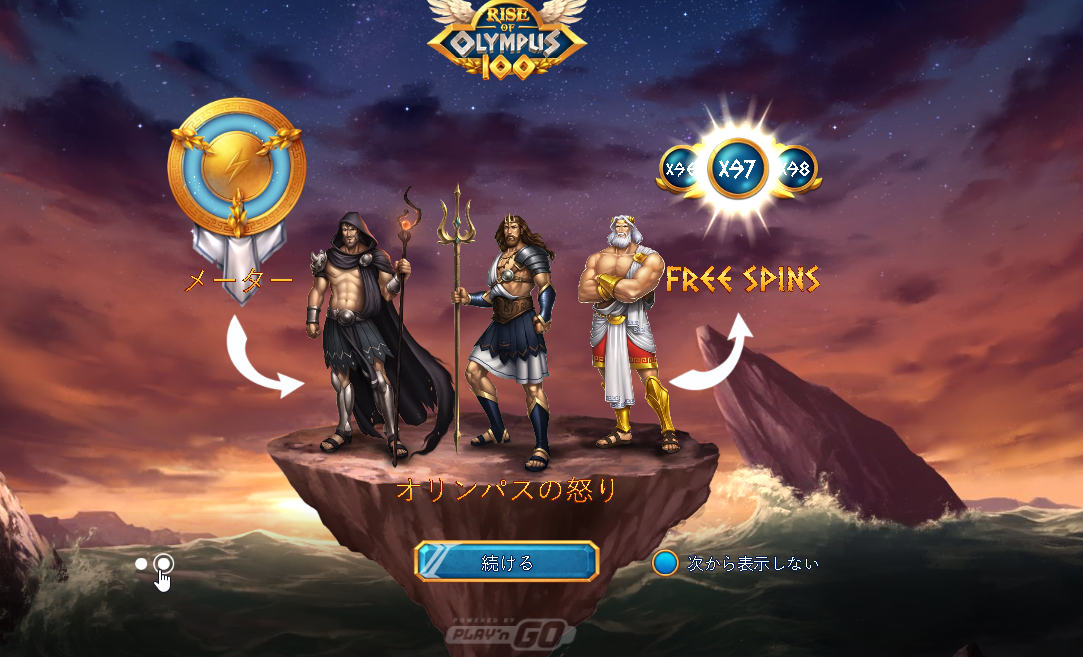 RISE
OF
OLYMPUS
100
X96
X97
X98
メーター
FREE SPINS
オリンパスの怒り
続ける
次から表示しない
POWERED BY
PLAY'n GO